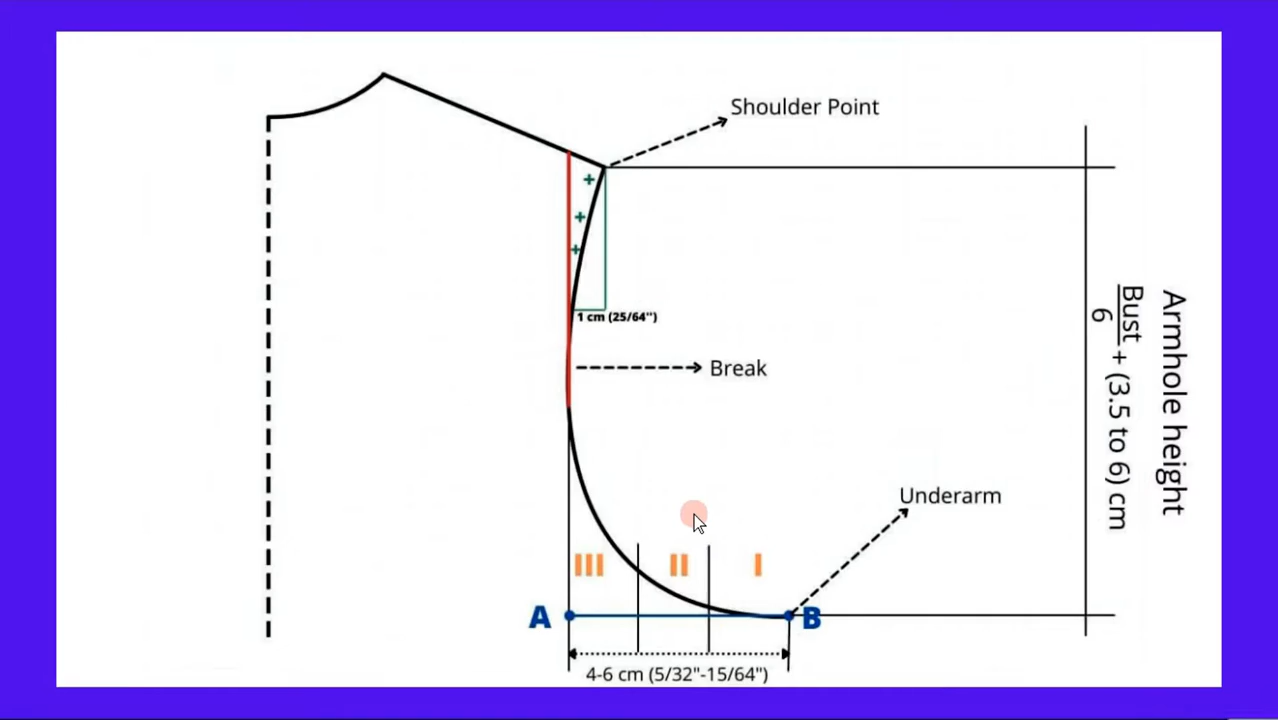 Shoulder Point
+
+
+
1 cm (25/64")
Break
Armhole height
Bust
6
+ (3.5 to 6) cm
Underarm
III II I
A B
4-6 cm (5/32"-15/64")